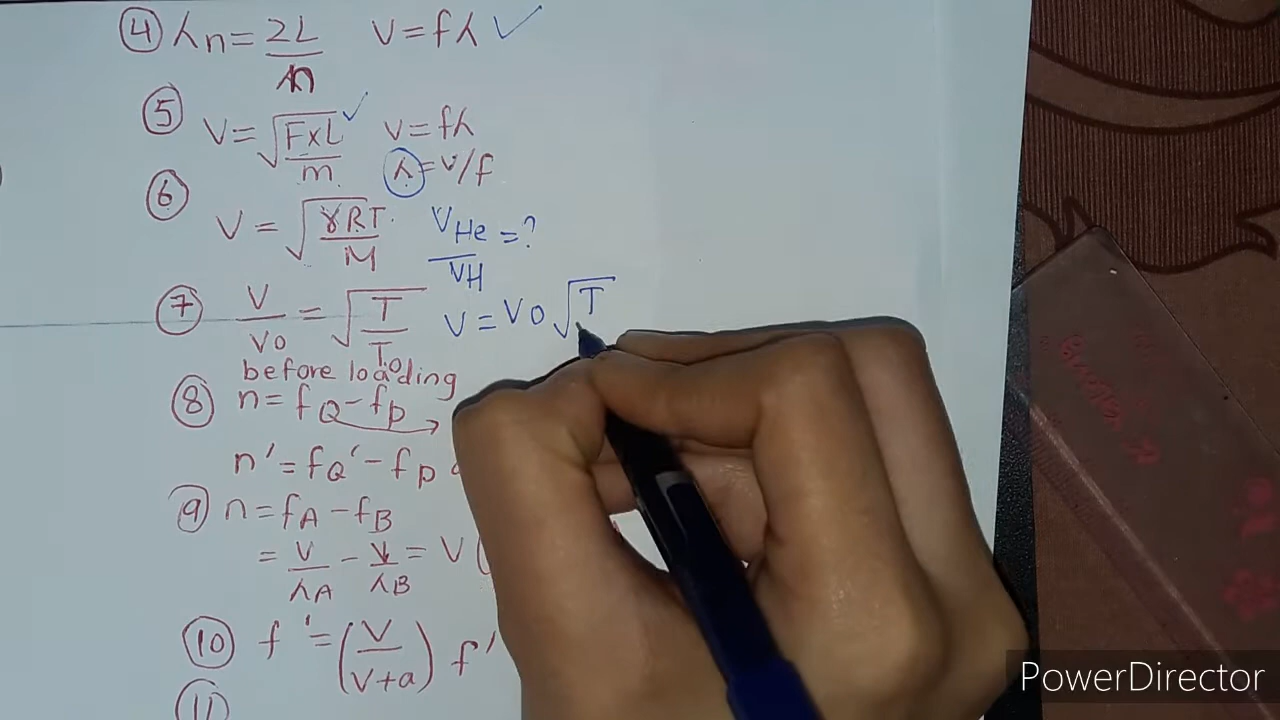 ④ λn = 2L/n v = fλ ✓
⑤ V = √(F×L/m) ✓ v = fλ
λ = v/f
⑥ V = √(γRT/M) VHe/VH = ?
⑦ V/V0 = √(T/T0) V = V0 √T
before loading
⑧ n = fQ - fp
n' = fQ' - fp
⑨ n = fA - fB
= V/λA - V/λB = V (
⑩ f' = (V/V+a) f'
⑪
PowerDirector